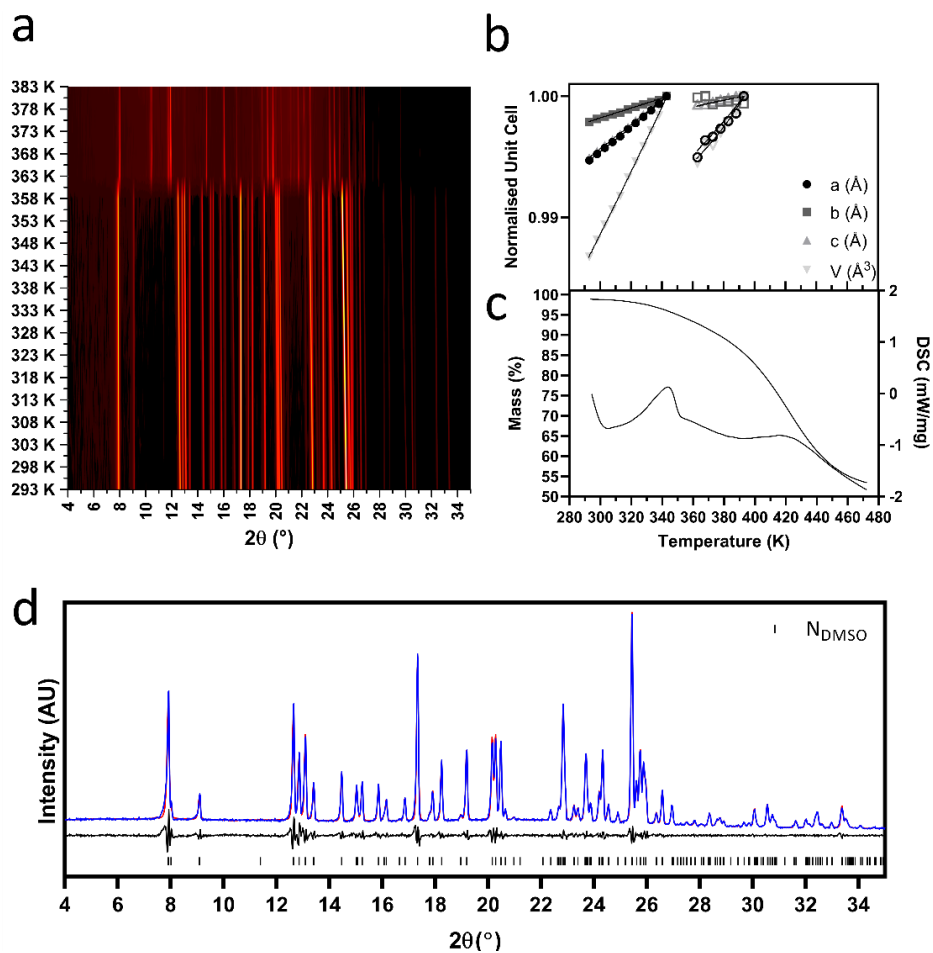 a
383 K
378 K
373 K
368 K
363 K
358 K
353 K
348 K
343 K
338 K
333 K
328 K
323 K
318 K
313 K
308 K
303 K
298 K
293 K
4 6 8 10 12 14 16 18 20 22 24 26 28 30 32 34
2θ (°)
b
Normalised Unit Cell
1.00
0.99
a (Å)
b (Å)
c (Å)
V (Å³)
c
Mass (%)
100
95
90
85
80
75
70
65
60
55
50
2
1
0
-1
-2
DSC (mW/mg)
280 300 320 340 360 380 400 420 440 460 480
Temperature (K)
d
Intensity (AU)
N_DMSO
4 6 8 10 12 14 16 18 20 22 24 26 28 30 32 34
2θ(°)